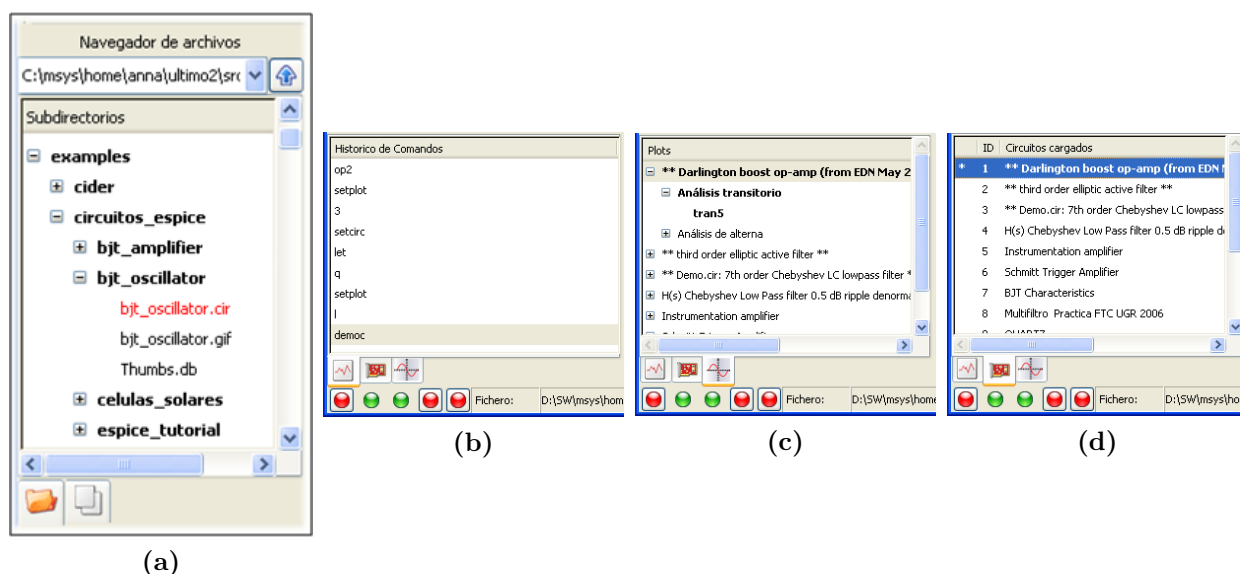 Navegador de archivos
C:\msys\home\anna\ultimo2\src
Subdirectorios
examples
cider
circuitos_espice
bjt_amplifier
bjt_oscillator
bjt_oscillator.cir
bjt_oscillator.gif
Thumbs.db
celulas_solares
espice_tutorial
(a)
Historico de Comandos
op2
setplot
3
setcirc
let
q
setplot
l
democ
Fichero: D:\SW\msys\hom
(b)
Plots
** Darlington boost op-amp (from EDN May 2
Análisis transitorio
tran5
Análisis de alterna
** third order elliptic active filter **
** Demo.cir: 7th order Chebyshev LC lowpass filter *
H(s) Chebyshev Low Pass filter 0.5 dB ripple denorma
Instrumentation amplifier
Fichero: D:\SW\msys\home
(c)
ID Circuitos cargados
* 1 ** Darlington boost op-amp (from EDN
2 ** third order elliptic active filter **
3 ** Demo.cir: 7th order Chebyshev LC lowpass
4 H(s) Chebyshev Low Pass filter 0.5 dB ripple de
5 Instrumentation amplifier
6 Schmitt Trigger Amplifier
7 BJT Characteristics
8 Multifiltro Practica FTC UGR 2006
Fichero: D:\SW\msys\ho
(d)